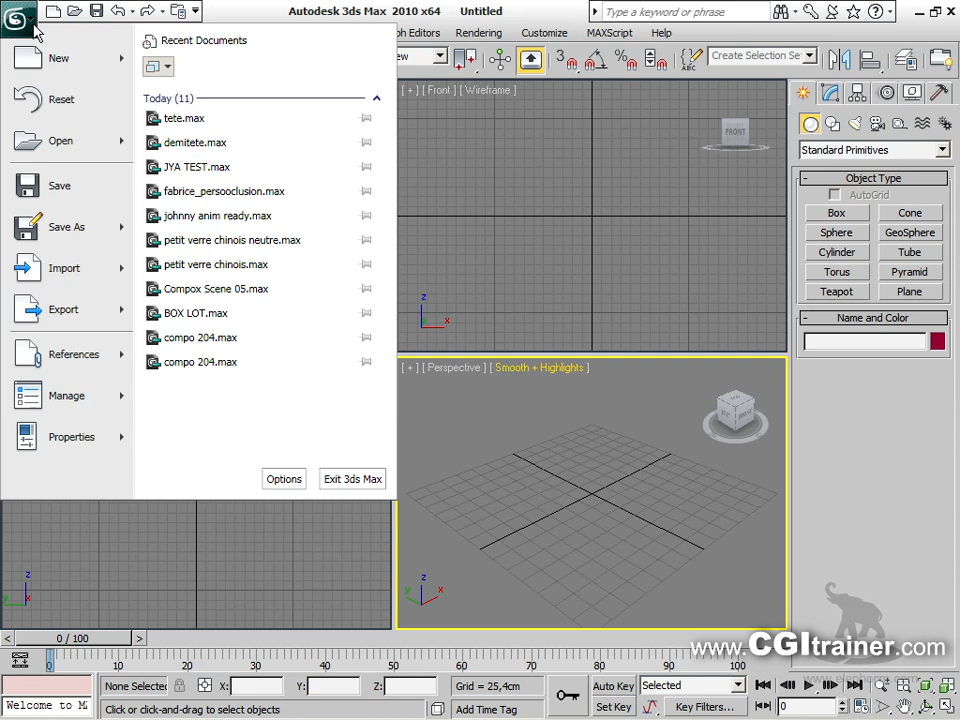 Autodesk 3ds Max 2010 x64 Untitled
Type a keyword or phrase
ph Editors Rendering Customize MAXScript Help
ew
3
Create Selection Se
New
Reset
Open
Save
Save As
Import
Export
References
Manage
Properties
Recent Documents
Today (11)
tete.max
demitete.max
JYA TEST.max
fabrice_persooclusion.max
johnny anim ready.max
petit verre chinois neutre.max
petit verre chinois.max
Compox Scene 05.max
BOX LOT.max
compo 204.max
compo 204.max
Options Exit 3ds Max
[ + ] [ Front ] [ Wireframe ]
FRONT
z
x
[ + ] [ Perspective ] [ Smooth + Highlights ]
z
y x
z
y x
Standard Primitives
- Object Type
AutoGrid
Box Cone
Sphere GeoSphere
Cylinder Tube
Torus Pyramid
Teapot Plane
- Name and Color
www.CGItrainer.com
< 0 / 100 >
0 10 20 30 40 50 60 70 80 90 100
None Selected X: Y: Z: Grid = 25,4cm Auto Key Selected
Welcome to M Click or click-and-drag to select objects Add Time Tag Set Key Key Filters... 0